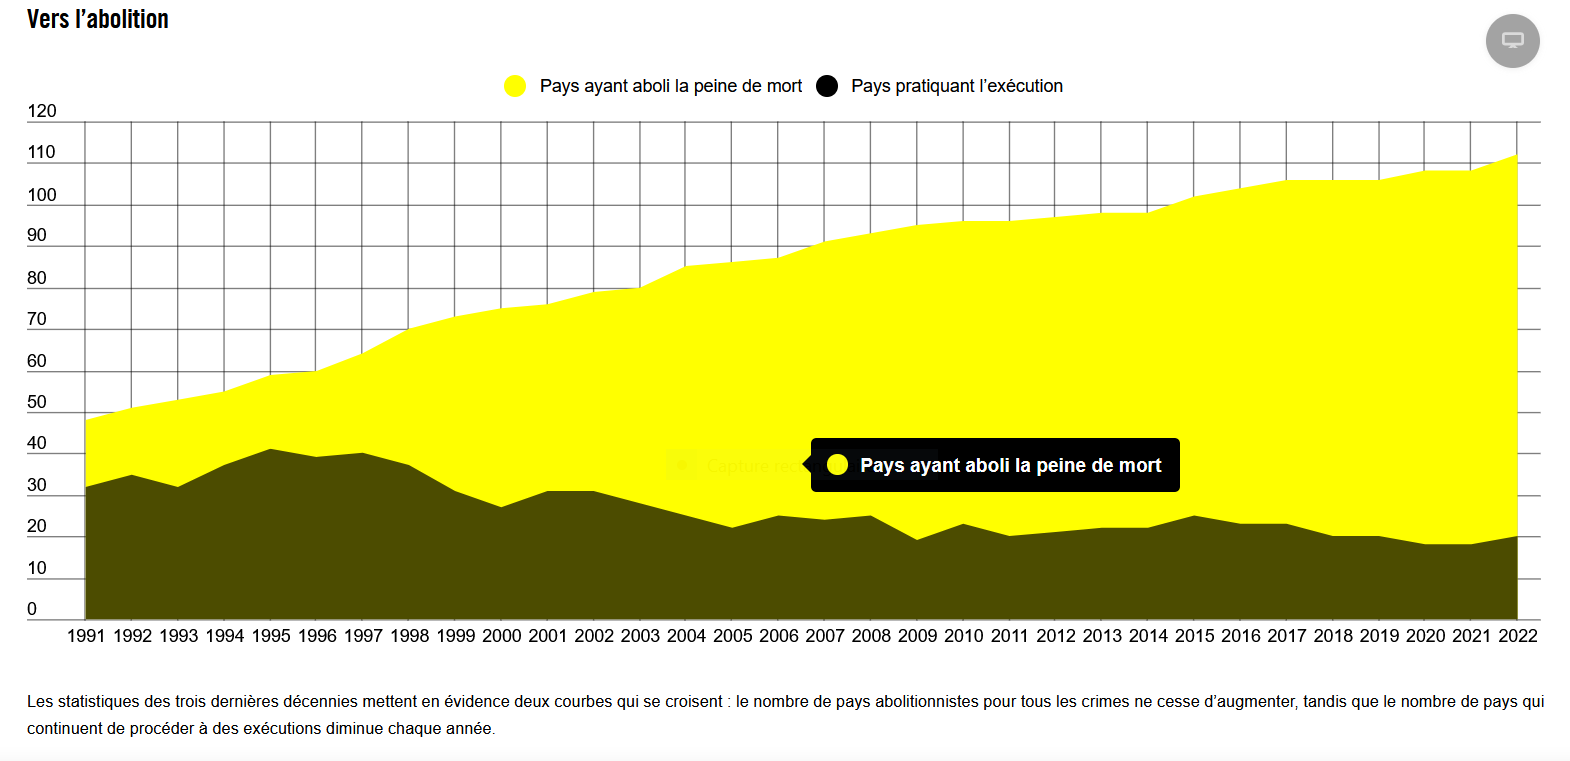 Vers l’abolition
Pays ayant aboli la peine de mort Pays pratiquant l’exécution
120
110
100
90
80
70
60
50
40
30
20
10
0
Pays ayant aboli la peine de mort
1991 1992 1993 1994 1995 1996 1997 1998 1999 2000 2001 2002 2003 2004 2005 2006 2007 2008 2009 2010 2011 2012 2013 2014 2015 2016 2017 2018 2019 2020 2021 2022
Les statistiques des trois dernières décennies mettent en évidence deux courbes qui se croisent : le nombre de pays abolitionnistes pour tous les crimes ne cesse d’augmenter, tandis que le nombre de pays qui
continuent de procéder à des exécutions diminue chaque année.